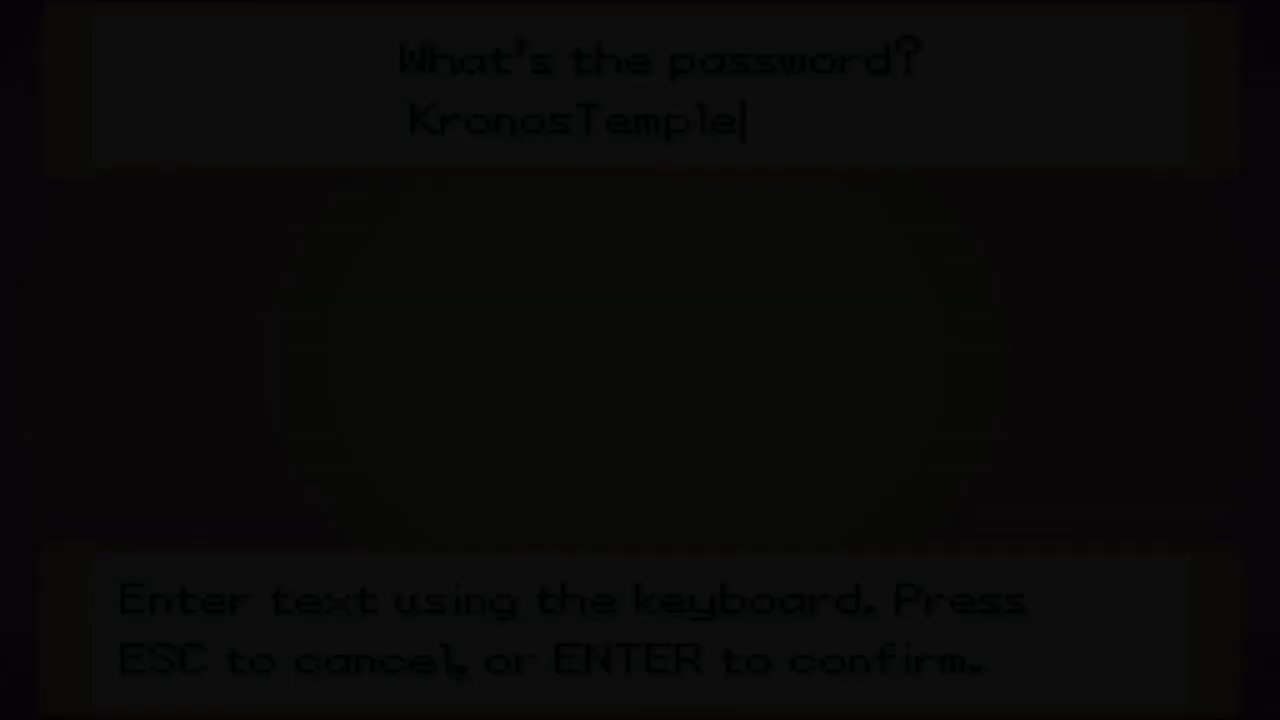 What's the password?
KronosTemple
Enter text using the keyboard. Press
ESC to cancel, or ENTER to confirm.